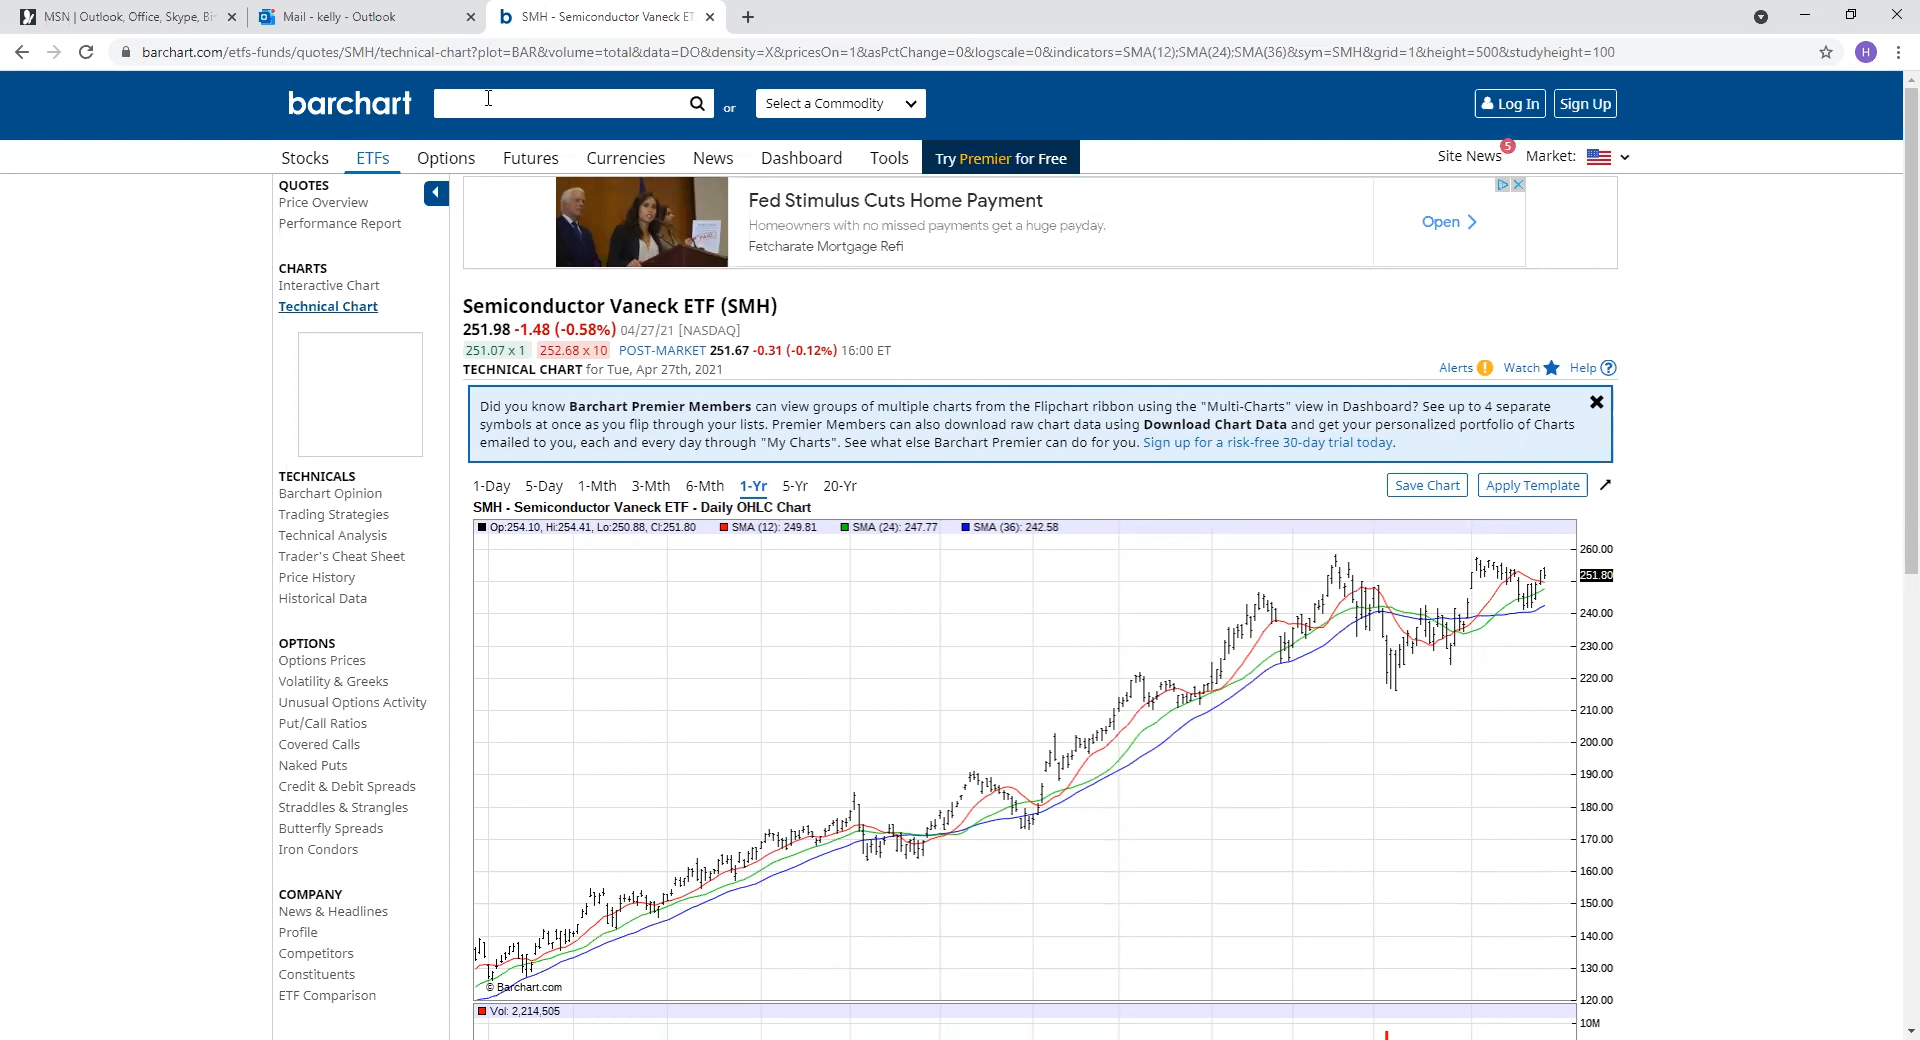 MSN | Outlook, Office, Skype, Bi
Mail - kelly - Outlook
SMH - Semiconductor Vaneck ET
barchart.com/etfs-funds/quotes/SMH/technical-chart?plot=BAR&volume=total&data=DO&density=X&pricesOn=1&asPctChange=0&logscale=0&indicators=SMA(12);SMA(24);SMA(36)&sym=SMH&grid=1&height=500&studyheight=100
H
barchart
or
Select a Commodity
Log In
Sign Up
Stocks ETFs Options Futures Currencies News Dashboard Tools Try Premier for Free
Site News 5 Market:
QUOTES
Price Overview
Performance Report
CHARTS
Interactive Chart
Technical Chart
TECHNICALS
Barchart Opinion
Trading Strategies
Technical Analysis
Trader's Cheat Sheet
Price History
Historical Data
OPTIONS
Options Prices
Volatility & Greeks
Unusual Options Activity
Put/Call Ratios
Covered Calls
Naked Puts
Credit & Debit Spreads
Straddles & Strangles
Butterfly Spreads
Iron Condors
COMPANY
News & Headlines
Profile
Competitors
Constituents
ETF Comparison
Fed Stimulus Cuts Home Payment
Homeowners with no missed payments get a huge payday.
Fetcharate Mortgage Refi
Open
Semiconductor Vaneck ETF (SMH)
251.98 -1.48 (-0.58%) 04/27/21 [NASDAQ]
251.07 x 1 252.68 x 10 POST-MARKET 251.67 -0.31 (-0.12%) 16:00 ET
TECHNICAL CHART for Tue, Apr 27th, 2021
Alerts Watch Help
Did you know Barchart Premier Members can view groups of multiple charts from the Flipchart ribbon using the "Multi-Charts" view in Dashboard? See up to 4 separate
symbols at once as you flip through your lists. Premier Members can also download raw chart data using Download Chart Data and get your personalized portfolio of Charts
emailed to you, each and every day through "My Charts". See what else Barchart Premier can do for you. Sign up for a risk-free 30-day trial today.
1-Day 5-Day 1-Mth 3-Mth 6-Mth 1-Yr 5-Yr 20-Yr
Save Chart
Apply Template
SMH - Semiconductor Vaneck ETF - Daily OHLC Chart
Op:254.10, Hi:254.41, Lo:250.88, Cl:251.80 SMA (12): 249.81 SMA (24): 247.77 SMA (36): 242.58
260.00
251.80
240.00
230.00
220.00
210.00
200.00
190.00
180.00
170.00
160.00
150.00
140.00
130.00
120.00
© Barchart.com
Vol: 2,214,505
10M